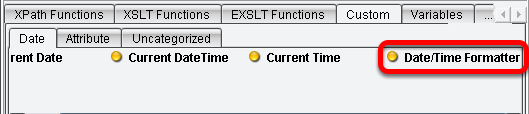 XPath Functions XSLT Functions EXSLT Functions Custom Variables ...
Date Attribute Uncategorized
rent Date Current DateTime Current Time Date/Time Formatter